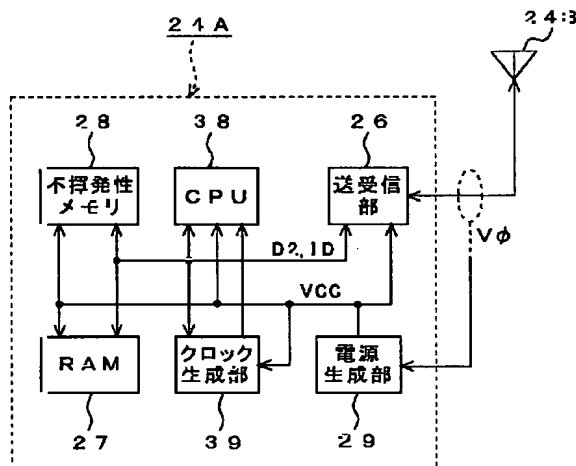 24A
24B
28
38
26
不揮発性
メモリ
CPU
送受信
部
Vφ
D2,ID
VCC
RAM
クロック
生成部
電源
生成部
27
39
29